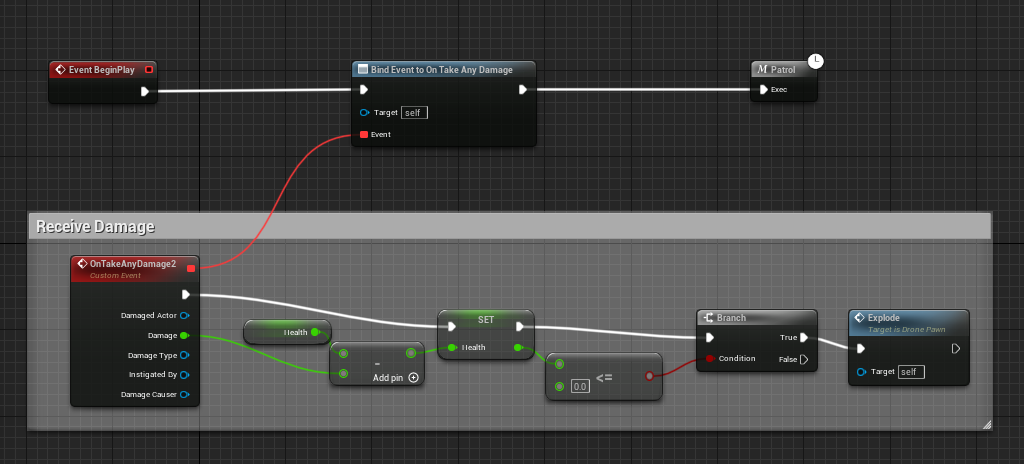 Event BeginPlay
Bind Event to On Take Any Damage
Target self
Event
M Patrol
Exec
Receive Damage
OnTakeAnyDamage2
Custom Event
Damaged Actor
Damage
Damage Type
Instigated By
Damage Causer
Health
-
Add pin
SET
Health
0.0 <=
Branch
True
Condition False
Explode
Target is Drone Pawn
Target self